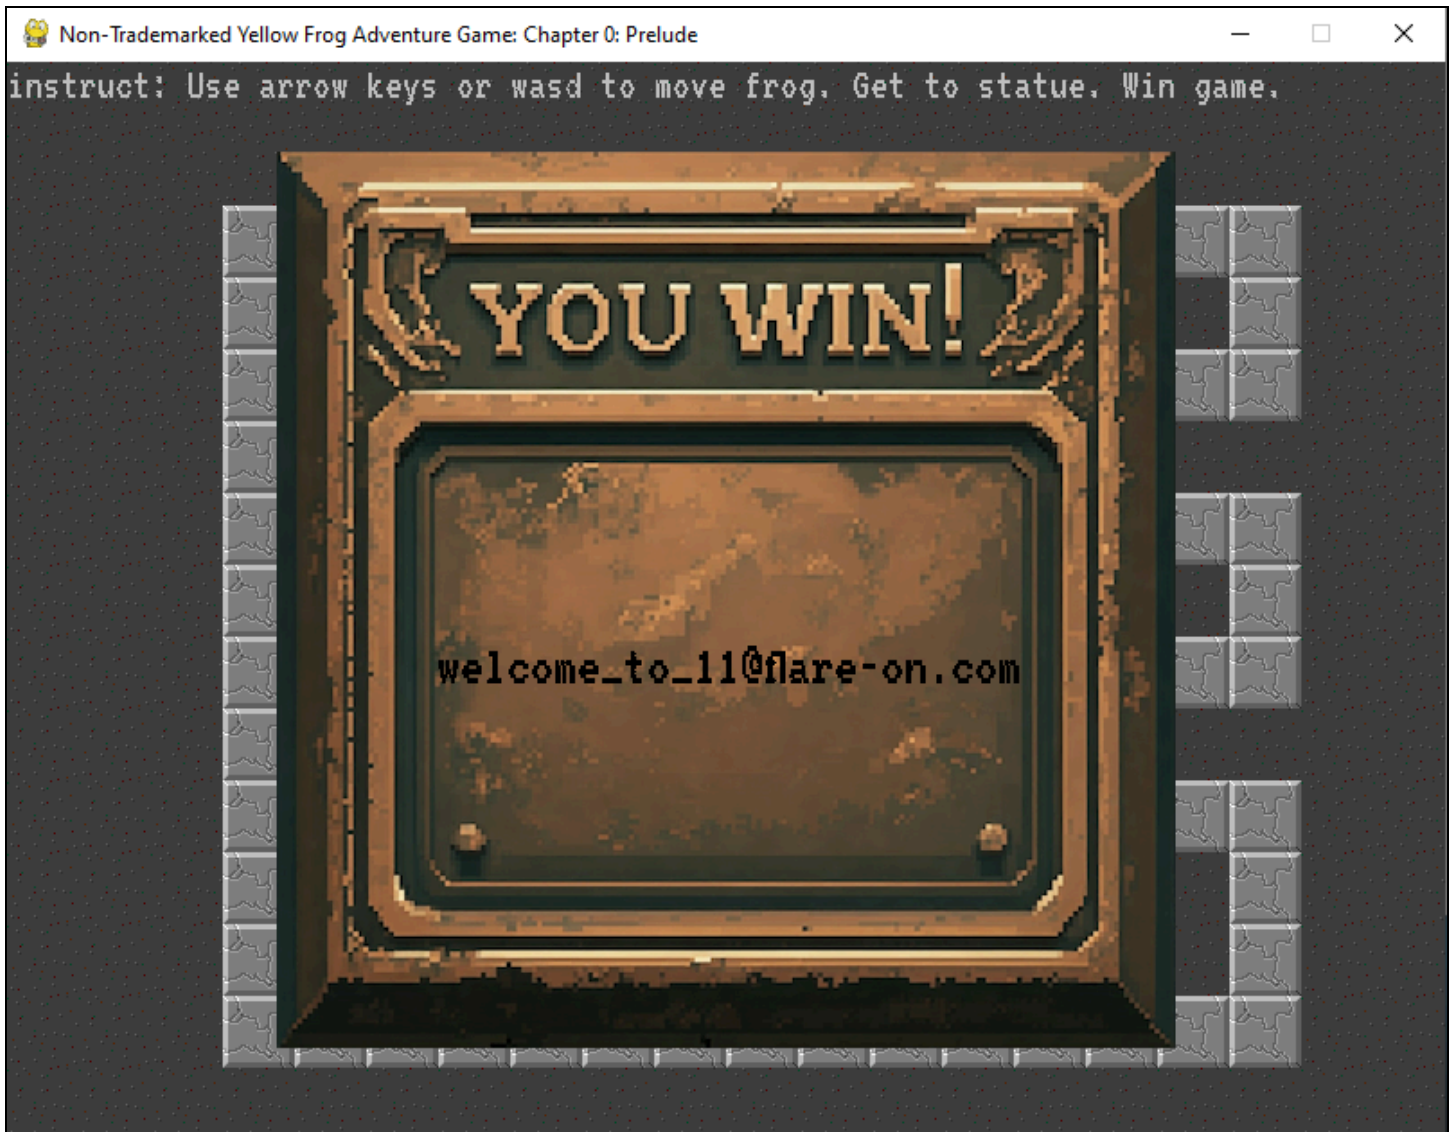 Non-Trademarked Yellow Frog Adventure Game: Chapter 0: Prelude
instruct: Use arrow keys or wasd to move frog. Get to statue. Win game.
YOU WIN!
welcome_to_11@flare-on.com